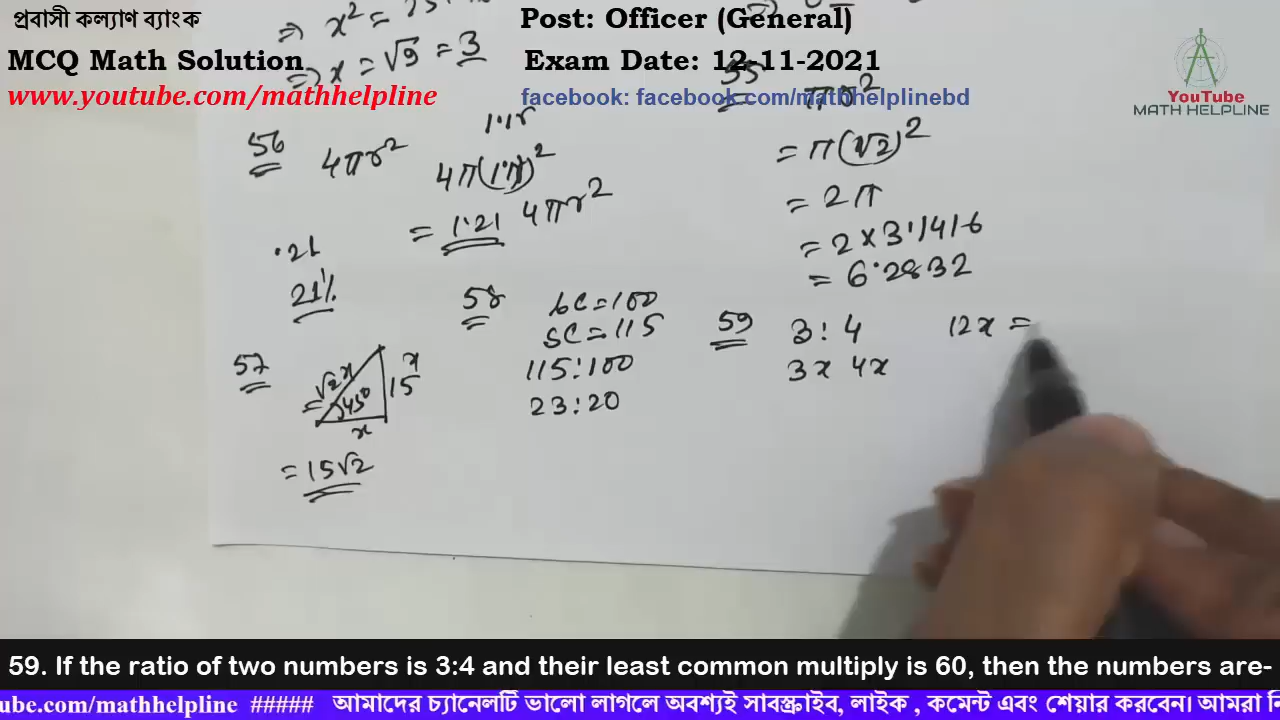 প্রবাসী কল্যাণ ব্যাংক
MCQ Math Solution
www.youtube.com/mathhelpline
Post: Officer (General)
Exam Date: 12-11-2021
facebook: facebook.com/mathhelplinebd
YouTube
MATH HELPLINE
⇒ x² =
⇒ x = √9 = 3
56
4πr²
1.1r
= 1.21 4πr²
.21
21%
57
√2x
x
= 45°
15
x
= 15√2
58
bC = 100
SC = 115
115:100
23:20
55
πr²
= π(√2)²
= 2π
= 2 × 3.1416
= 6.2832
59
3 : 4
3x 4x
12x =
59. If the ratio of two numbers is 3:4 and their least common multiply is 60, then the numbers are-
ube.com/mathhelpline ##### আমাদের চ্যানেলটি ভালো লাগলে অবশ্যই সাবস্ক্রাইব, লাইক , কমেন্ট এবং শেয়ার করবেন। আমরা